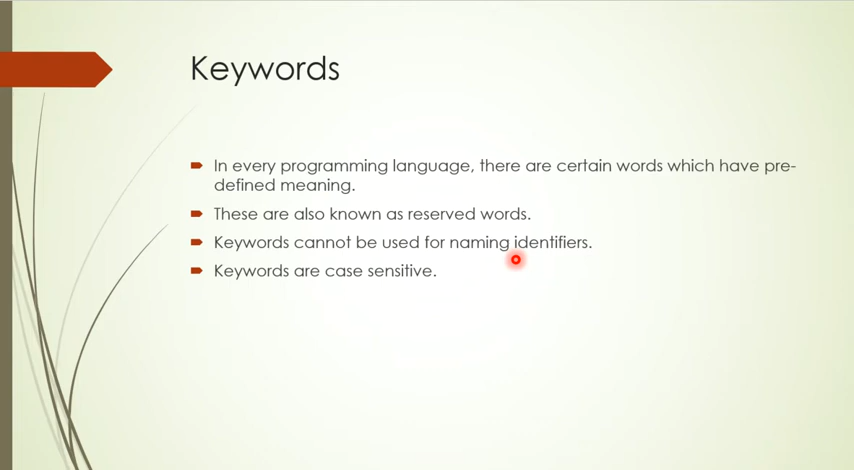 Keywords
In every programming language, there are certain words which have pre-
defined meaning.
These are also known as reserved words.
Keywords cannot be used for naming identifiers.
Keywords are case sensitive.